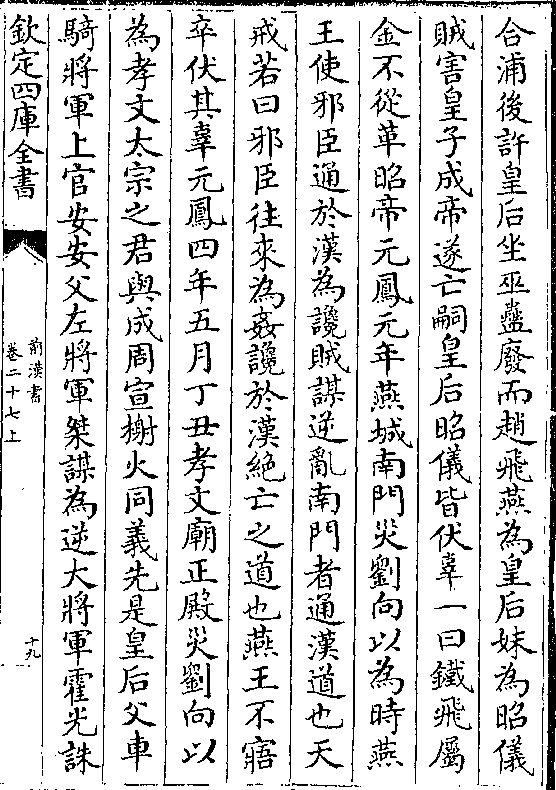 合浦後許皇后坐巫蠱廢而趙飛燕為皇后妹為昭儀
賊害皇子成帝遂亡嗣皇后昭儀皆伏辜一曰鐵飛屬
金不從革昭帝元鳳元年燕城南門災劉向以為時燕
王使邪臣通於漢為讒賊謀逆亂南門者通漢道也天
戒若曰邪臣往來為姦讒於漢絶亡之道也燕王不寤
卒伏其辜元鳳四年五月丁丑孝文廟正殿災劉向以
為孝文太宗之君與成周宣榭火同義先是皇后父車
騎將軍上官安安父左將軍桀謀為逆大將軍霍光誅
欽定四庫全書
前漢書
卷二十七上
十九